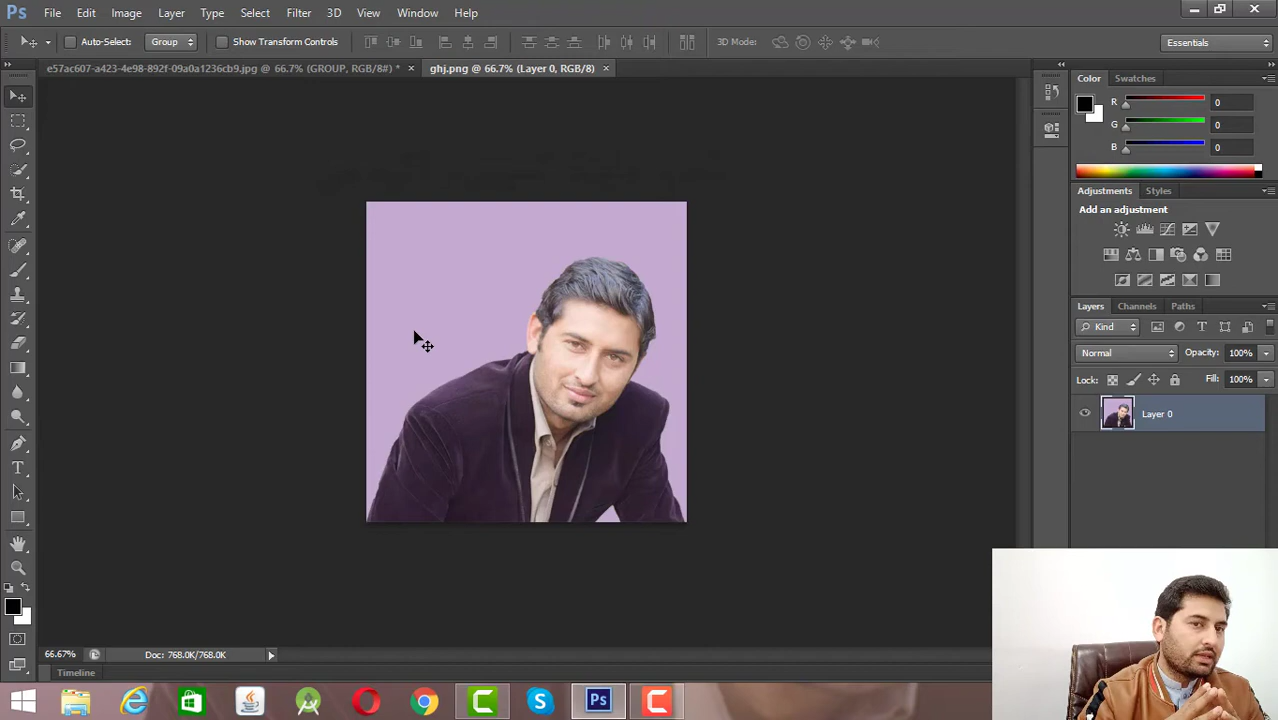 Ps File Edit Image Layer Type Select Filter 3D View Window Help
Auto-Select: Group Show Transform Controls 3D Mode: Essentials
e57ac607-a423-4e98-892f-09a0a1236cb9.jpg @ 66.7% (GROUP, RGB/8#) * × ghj.png @ 66.7% (Layer 0, RGB/8) ×
Color Swatches
R 0
G 0
B 0
Adjustments Styles
Add an adjustment
Layers Channels Paths
Kind
Normal Opacity: 100%
Lock: Fill: 100%
Layer 0
66.67% Doc: 768.0K/768.0K
Timeline
Ps